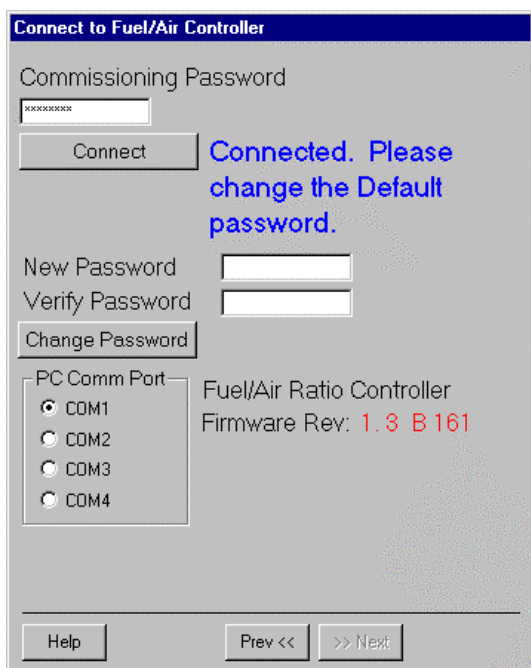 Connect to Fuel/Air Controller
Commissioning Password
********
Connect
Connected. Please
change the Default
password.
New Password
Verify Password
Change Password
PC Comm Port
COM1
COM2
COM3
COM4
Fuel/Air Ratio Controller
Firmware Rev: 1. 3 B 161
Help
Prev <<
>> Next